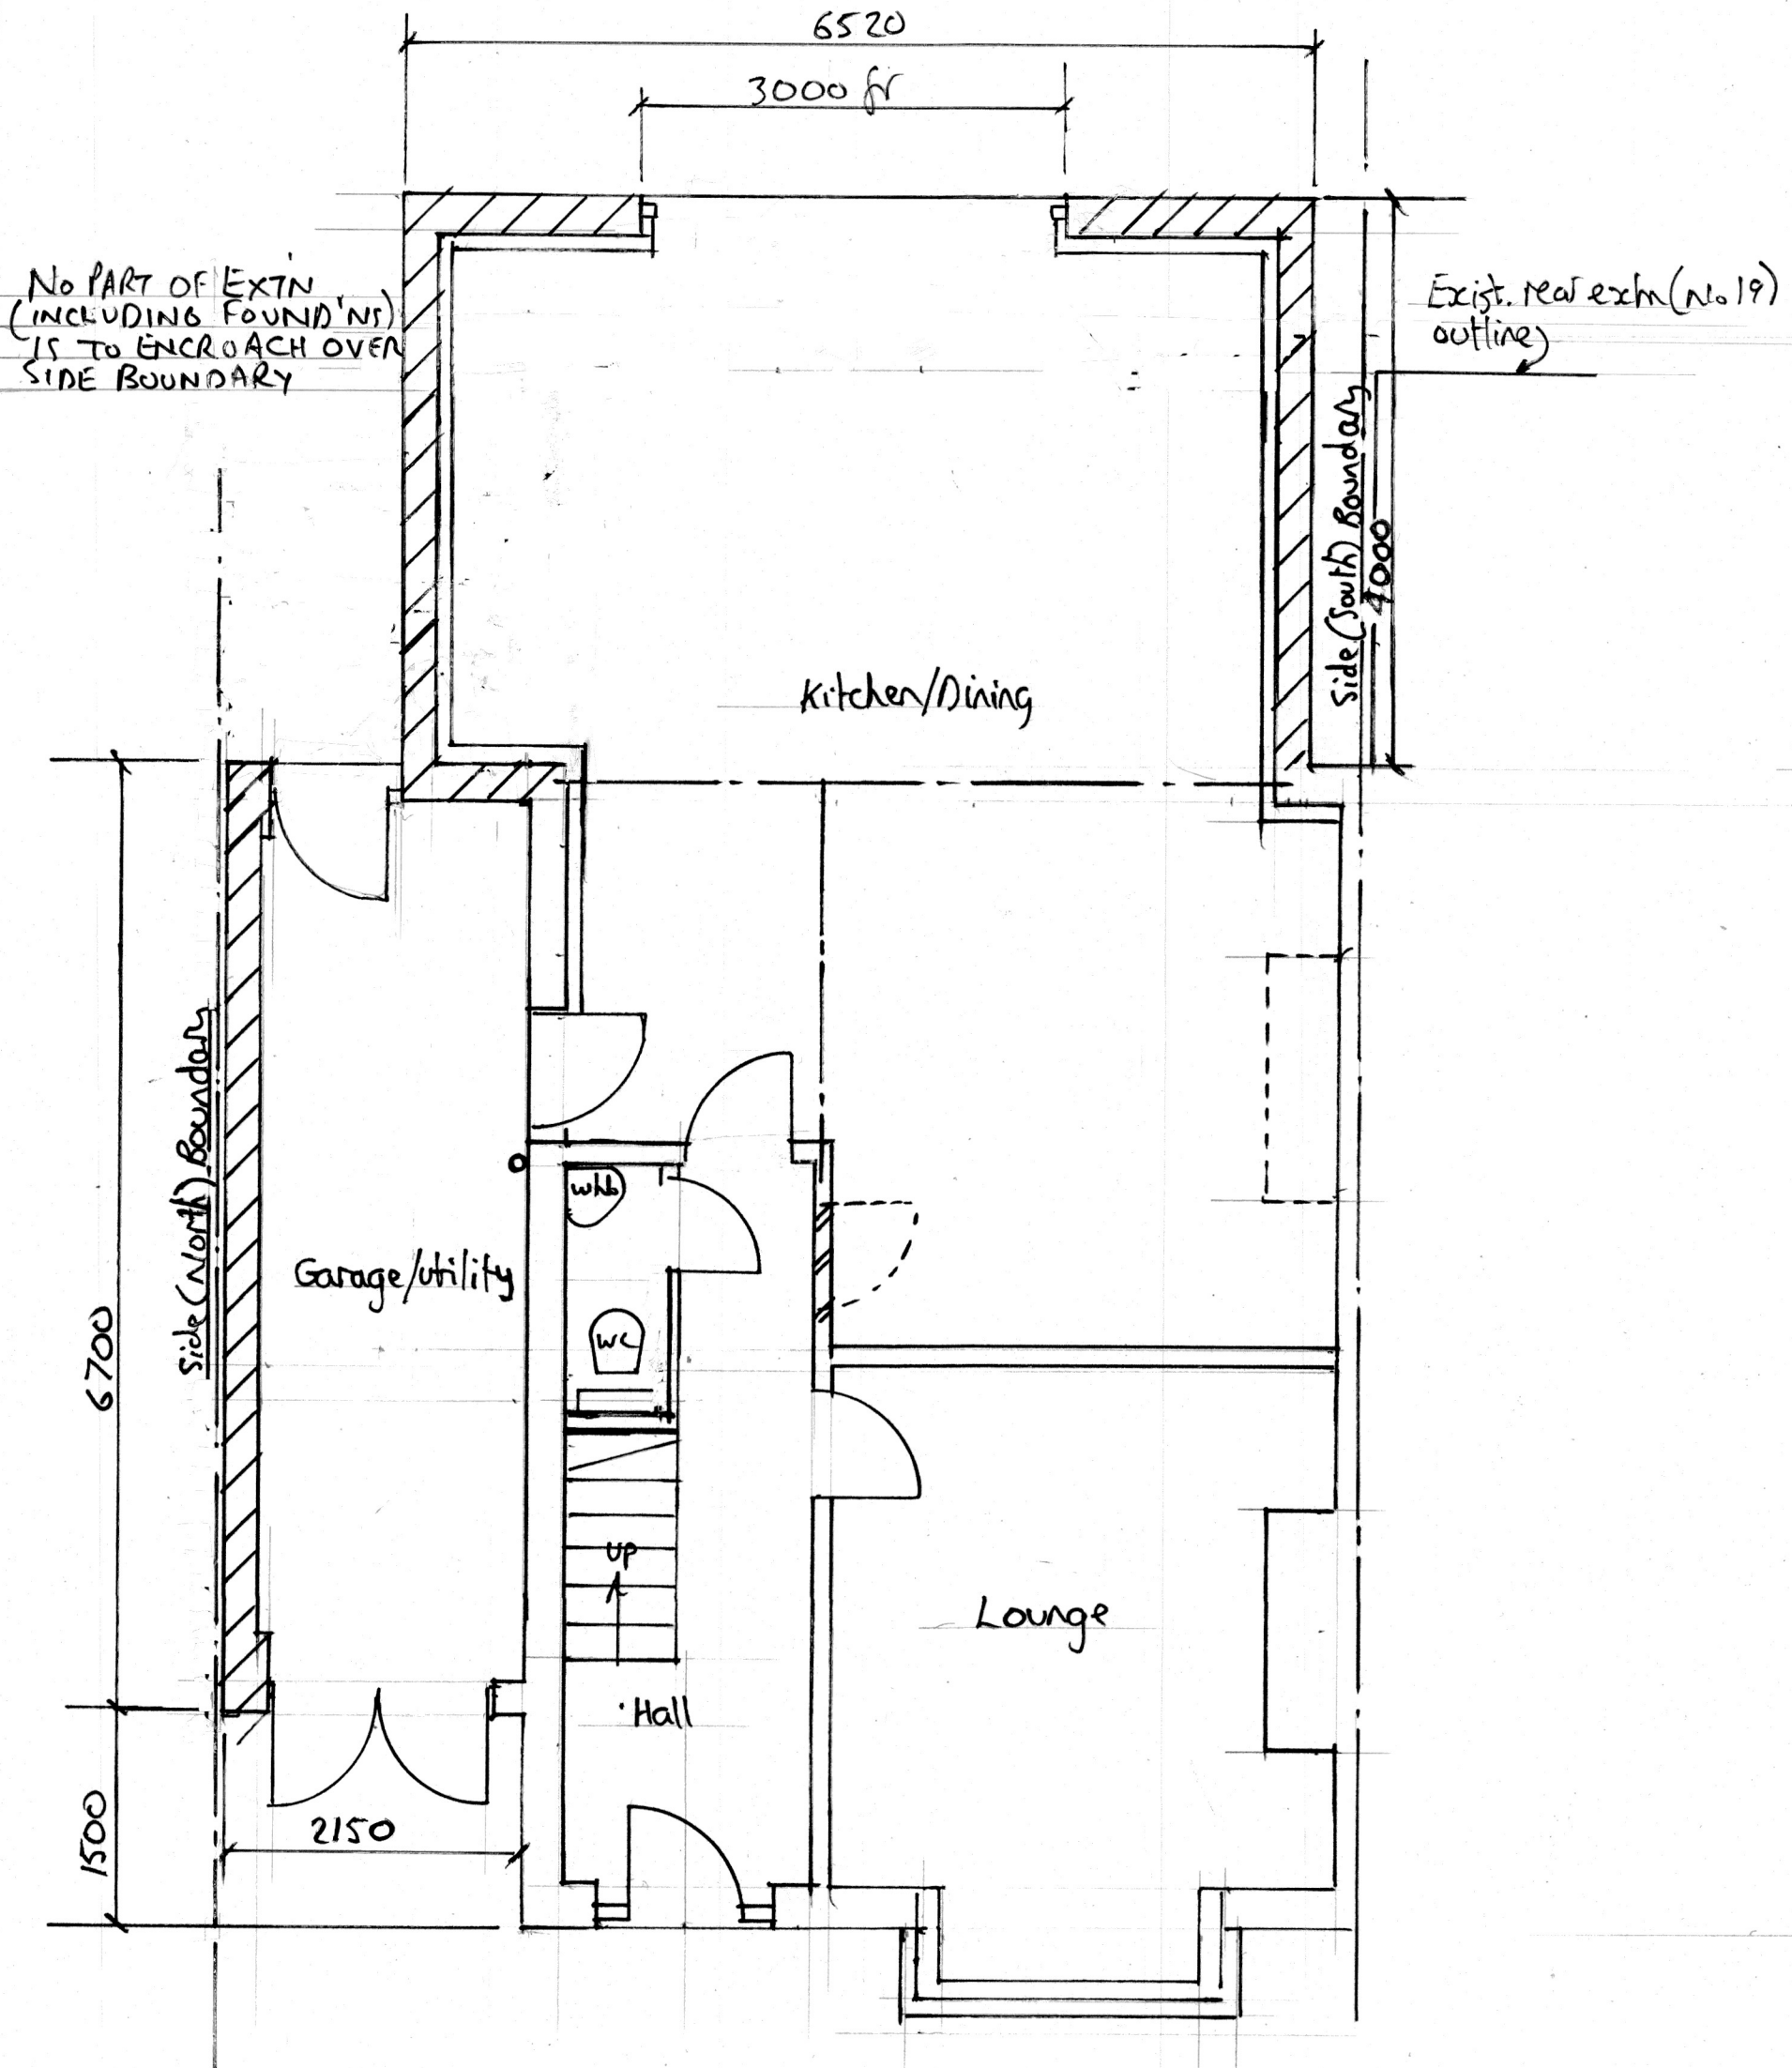 6520
3000 fr
No PART OF EXT'N
(INCLUDING FOUND'NS)
IS TO ENCROACH OVER
SIDE BOUNDARY
Exist. rear extn (No 19)
outline
Side (South) Boundary
4000
Kitchen/Dining
Side (North) Boundary
whb
Garage/utility
WC
6700
UP
Lounge
Hall
2150
1500